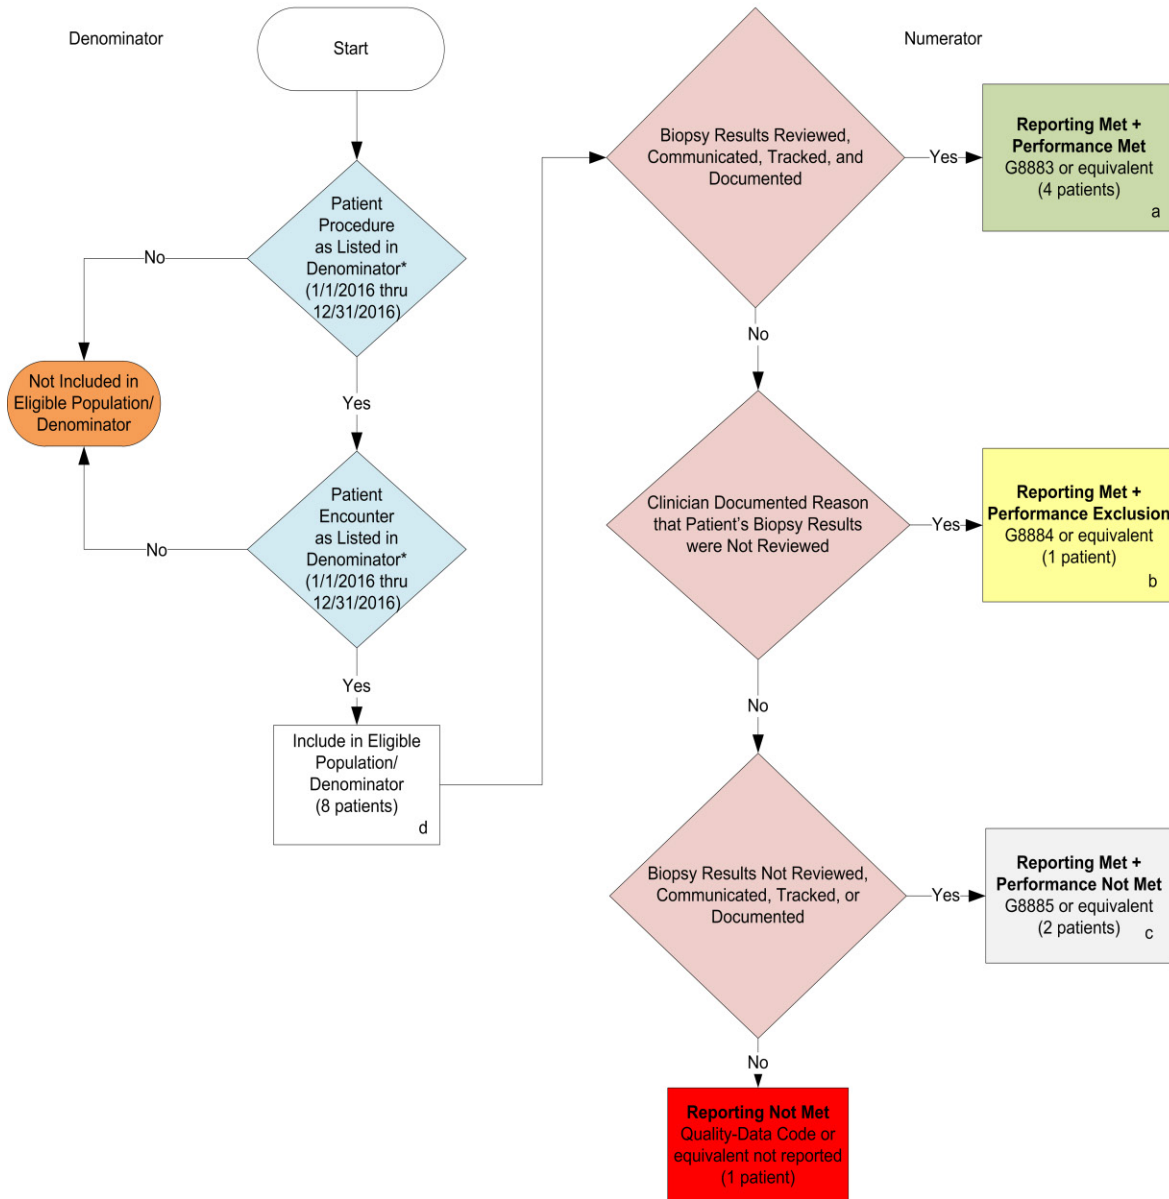 Denominator
Start
Patient
Procedure
as Listed in
Denominator*
(1/1/2016 thru
12/31/2016)
No
Not Included in
Eligible Population/
Denominator
Yes
Patient
Encounter
as Listed in
Denominator*
(1/1/2016 thru
12/31/2016)
No
Yes
Include in Eligible
Population/
Denominator
(8 patients)
d
Numerator
Biopsy Results Reviewed,
Communicated, Tracked, and
Documented
Yes
Reporting Met +
Performance Met
G8883 or equivalent
(4 patients)
a
No
Clinician Documented Reason
that Patient's Biopsy Results
were Not Reviewed
Yes
Reporting Met +
Performance Exclusion
G8884 or equivalent
(1 patient)
b
No
Biopsy Results Not Reviewed,
Communicated, Tracked, or
Documented
Yes
Reporting Met +
Performance Not Met
G8885 or equivalent
(2 patients)
c
No
Reporting Not Met
Quality-Data Code or
equivalent not reported
(1 patient)